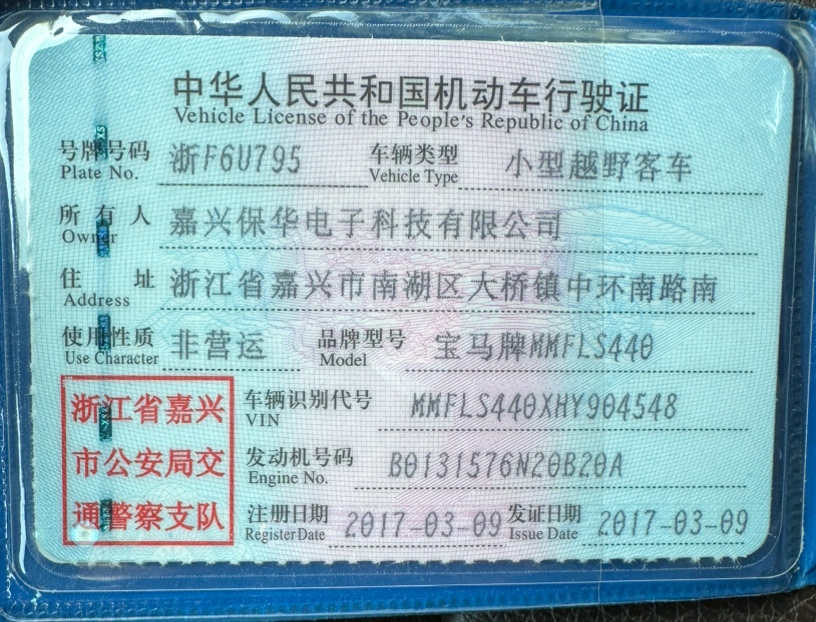 中华人民共和国机动车行驶证
Vehicle License of the People's Republic of China
号牌号码 浙F6U795 车辆类型 小型越野客车
Plate No. Vehicle Type
所有人 嘉兴保华电子科技有限公司
Owner
住址 浙江省嘉兴市南湖区大桥镇中环南路南
Address
使用性质 非营运 品牌型号 宝马牌MMFLS440
Use Character Model
浙江省嘉兴 车辆识别代号 MMFLS440XHY904548
VIN
市公安局交 发动机号码 B0131576N20B20A
Engine No.
通警察支队 注册日期 2017-03-09 发证日期 2017-03-09
Register Date Issue Date